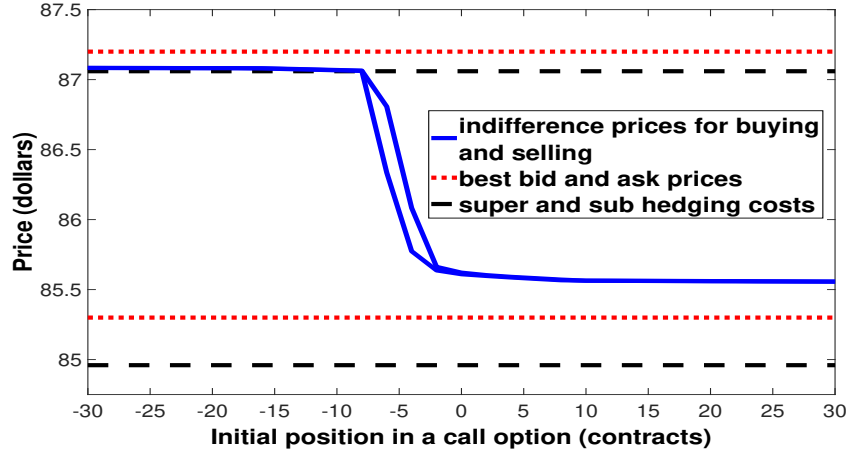 87.5
87
86.5
86
85.5
85
Price (dollars)
indifference prices for buying
and selling
best bid and ask prices
super and sub hedging costs
-30 -25 -20 -15 -10 -5 0 5 10 15 20 25 30
Initial position in a call option (contracts)